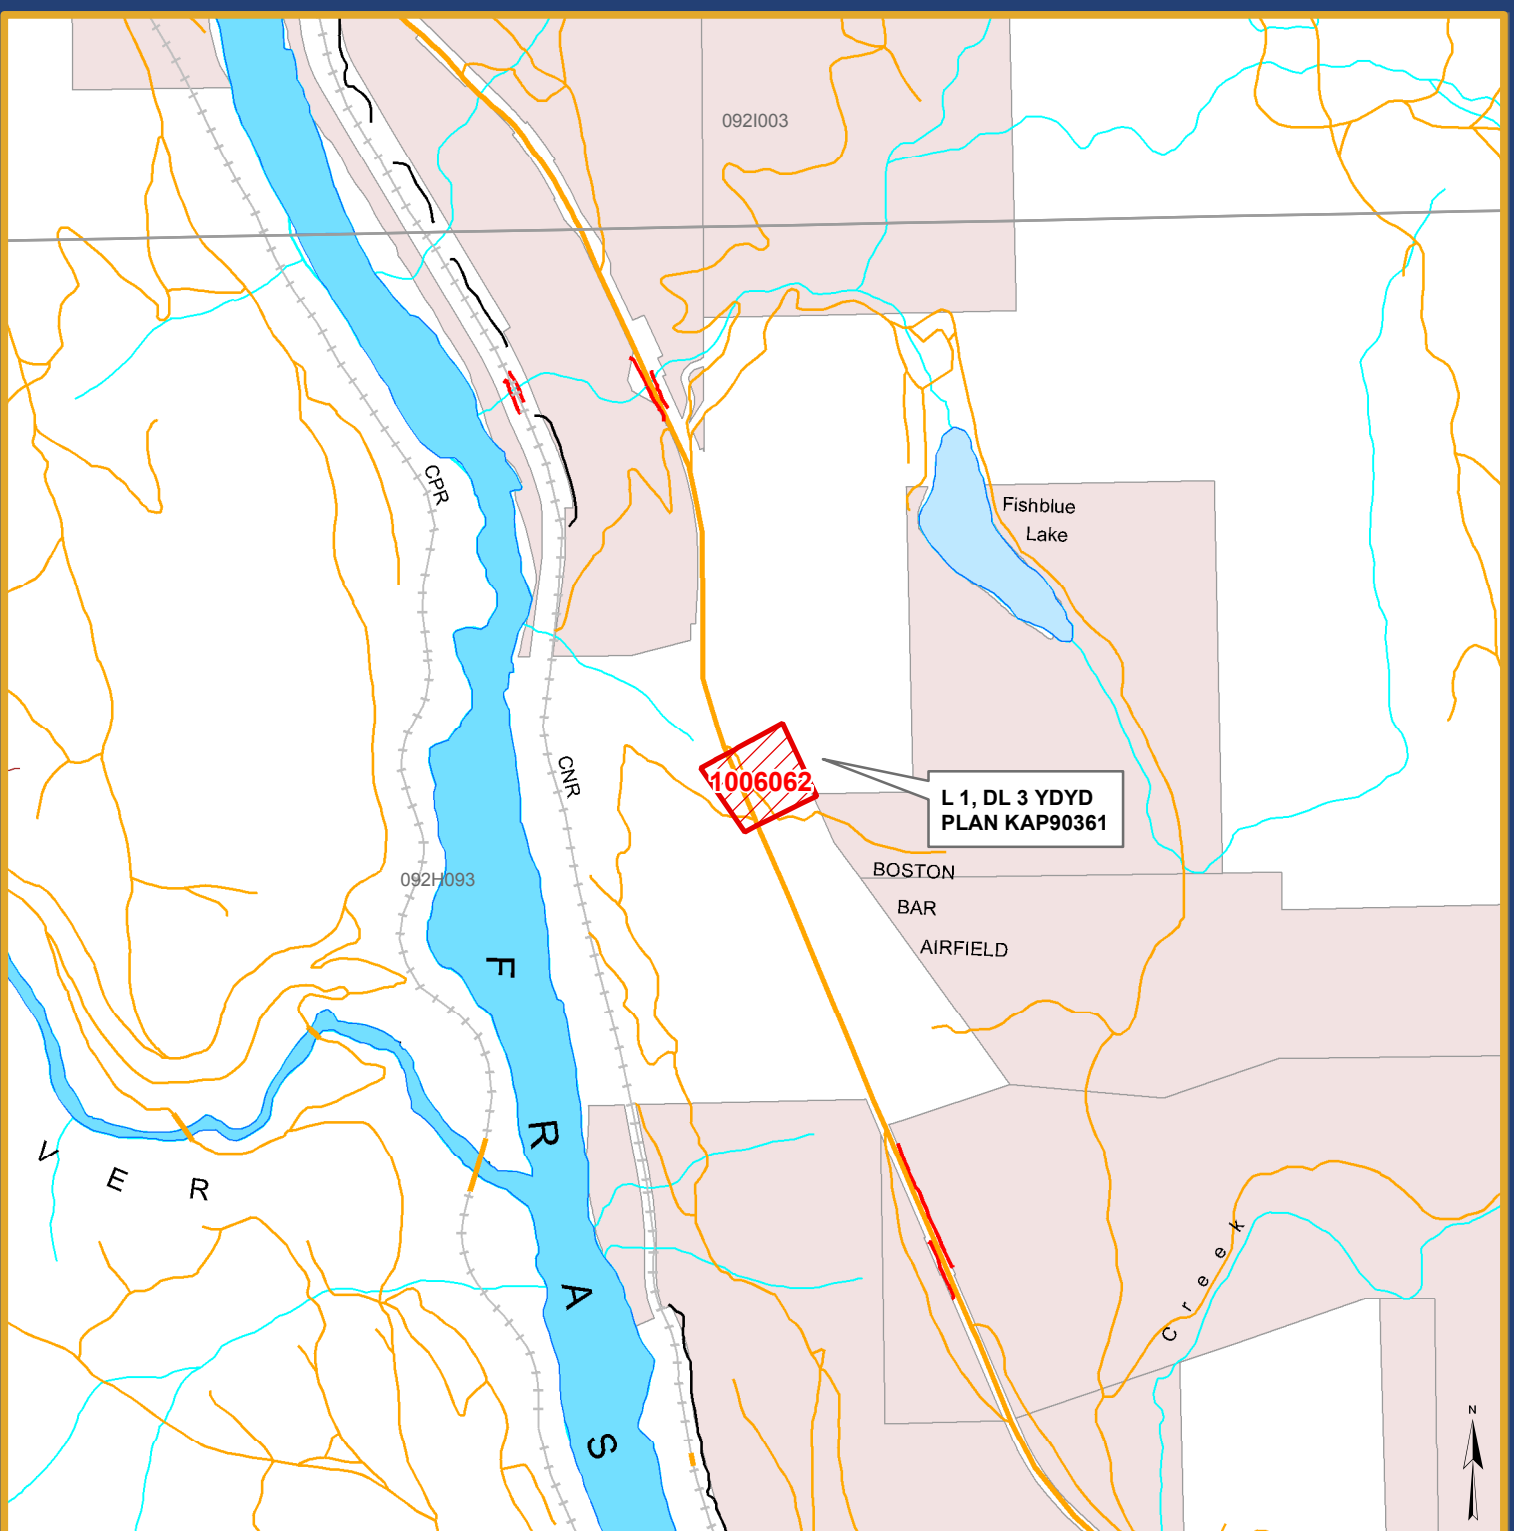 092I003
CPR
Fishblue
Lake
CNR
1006062
L 1, DL 3 YDYD
PLAN KAP90361
BOSTON
BAR
AIRFIELD
092H093
F R A S
V E R
Creek
N